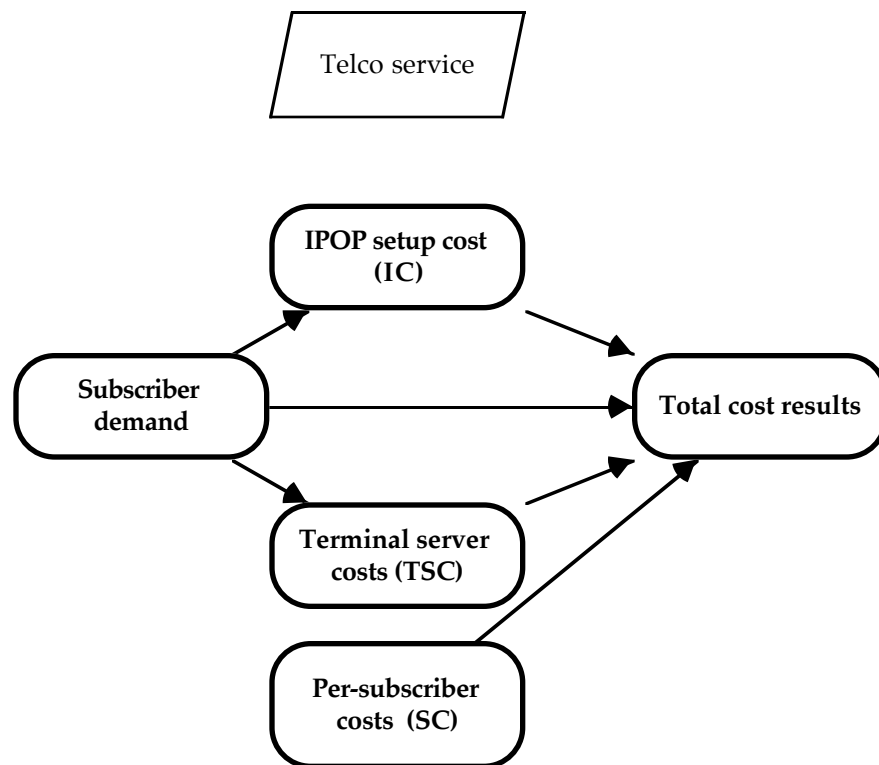 Telco service
IPOP setup cost
(IC)
Subscriber
demand
Total cost results
Terminal server
costs (TSC)
Per-subscriber
costs (SC)